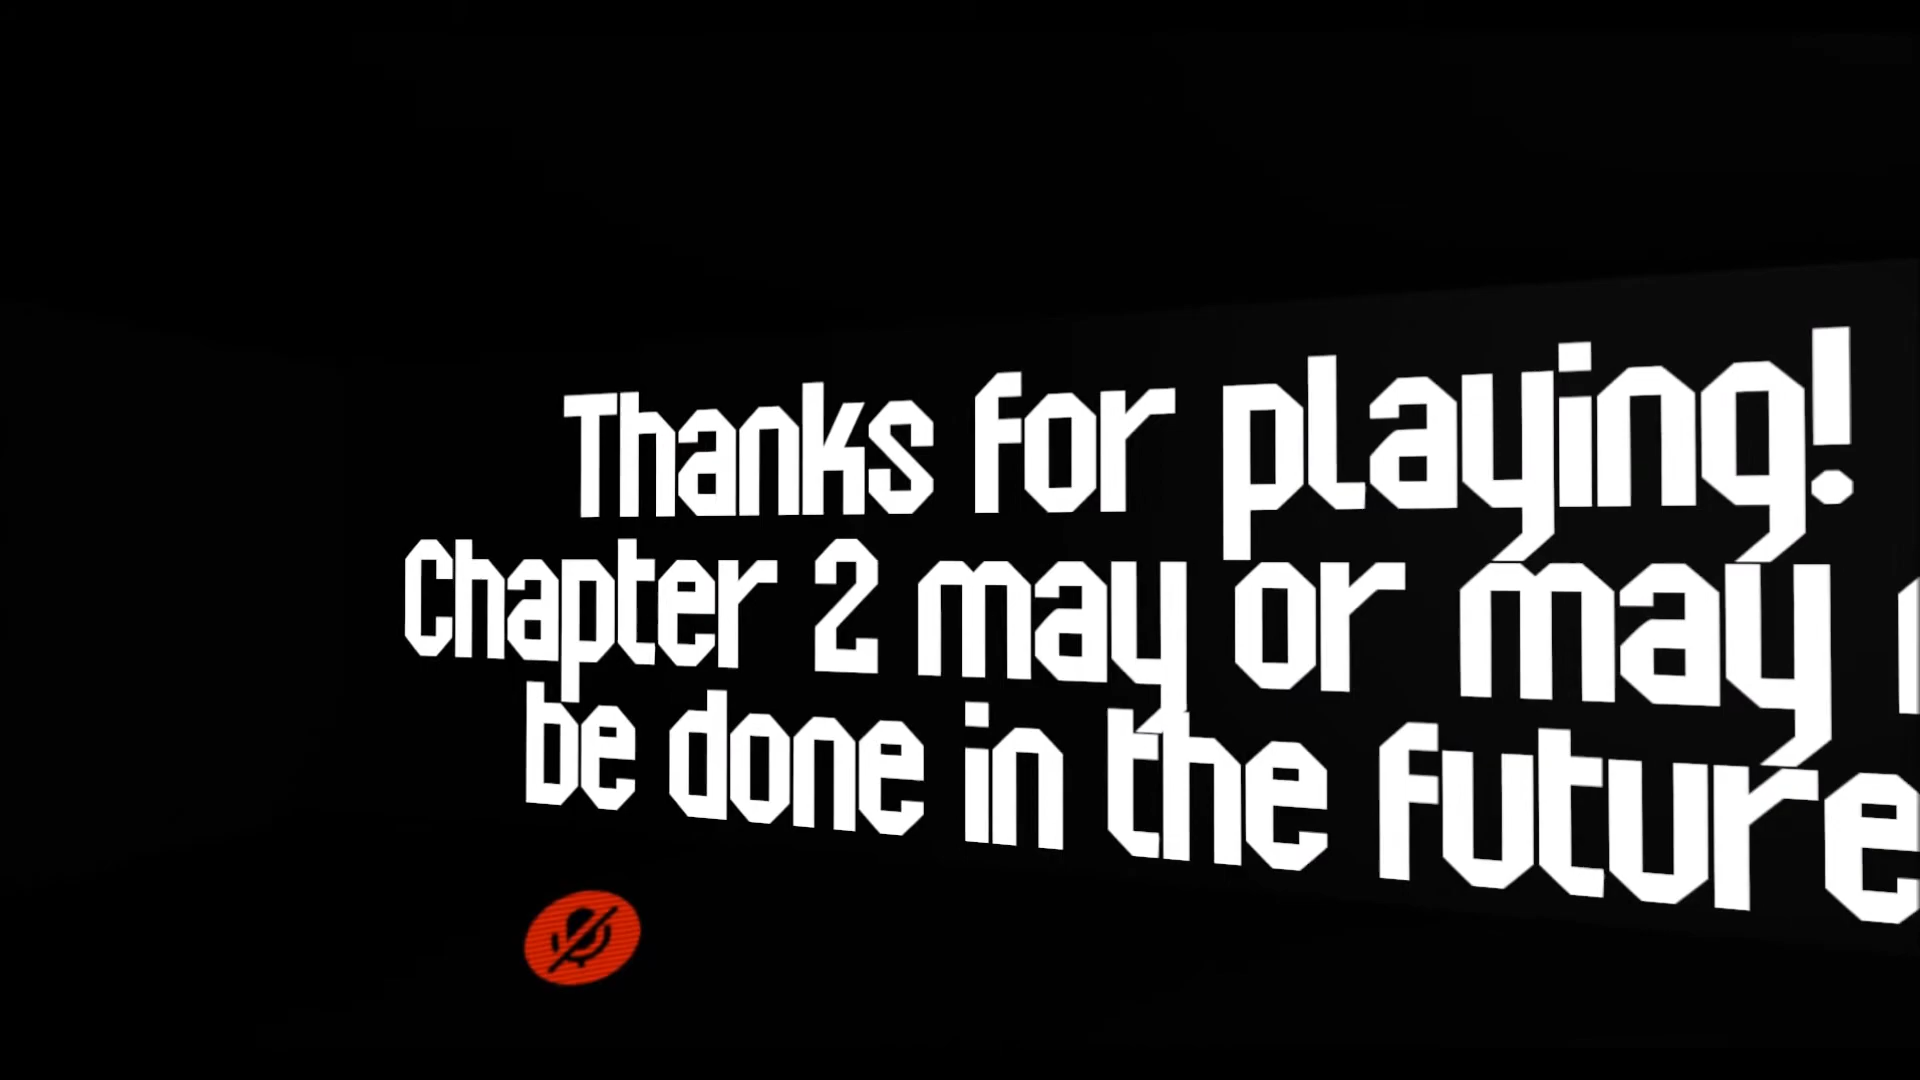 Thanks for playing!
Chapter 2 may or may
be done in the future